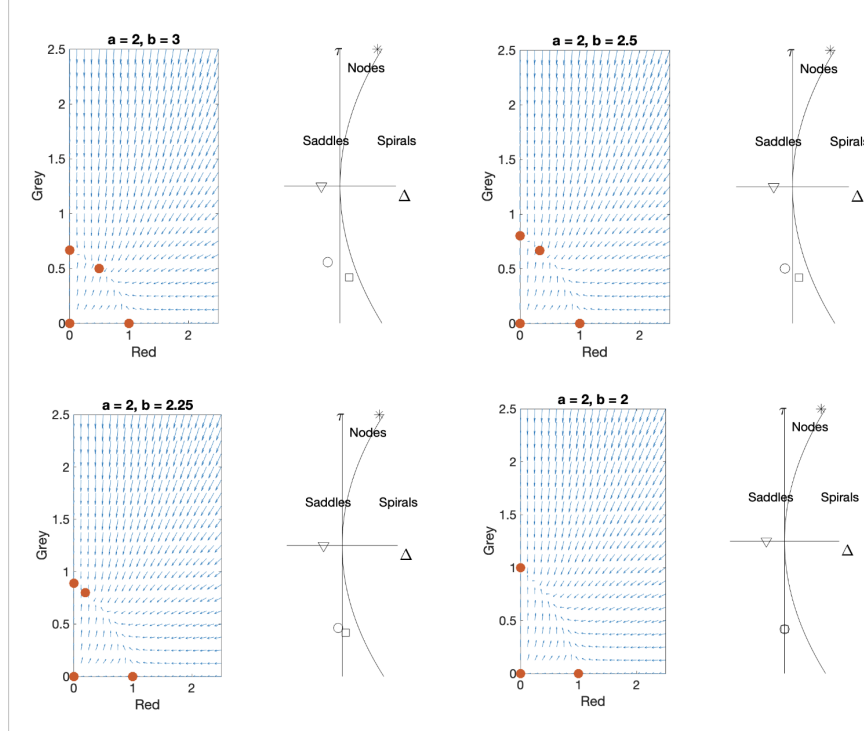 a = 2, b = 3
2.5
2
1.5
1
0.5
0
0
1
2
Grey
Red
τ
Nodes
Saddles
Spirals
Δ
a = 2, b = 2.5
2.5
2
1.5
1
0.5
0
0
1
2
Grey
Red
τ
Nodes
Saddles
Spirals
Δ
a = 2, b = 2.25
2.5
2
1.5
1
0.5
0
0
1
2
Grey
Red
τ
Nodes
Saddles
Spirals
Δ
a = 2, b = 2
2.5
2
1.5
1
0.5
0
0
1
2
Grey
Red
τ
Nodes
Saddles
Spirals
Δ